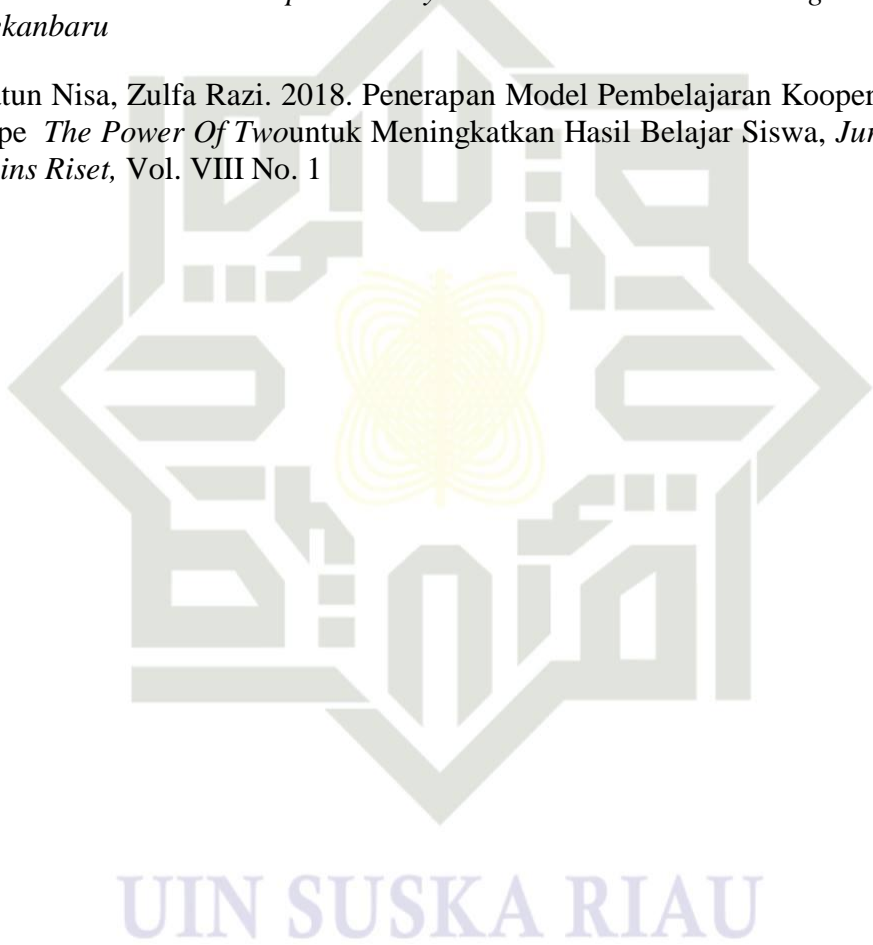 kanbaru
tun Nisa, Zulfa Razi. 2018. Penerapan Model Pembelajaran Kooper
pe The Power Of Twountuk Meningkatkan Hasil Belajar Siswa, Jur
ins Riset, Vol. VIII No. 1
UIN SUSKA RIAU